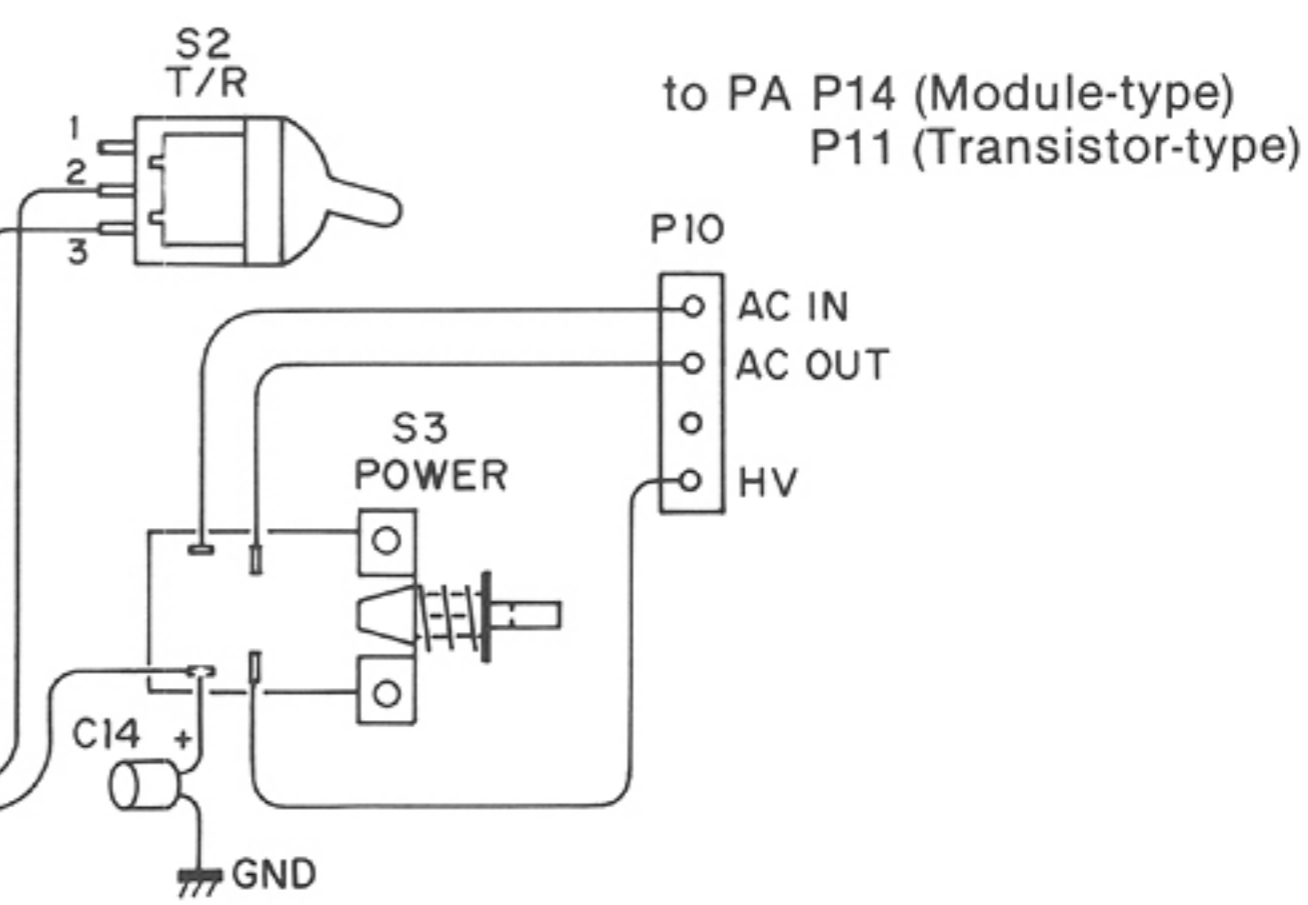 S2
T/R
1
2
3
to PA P14 (Module-type)
P11 (Transistor-type)
P10
AC IN
AC OUT
HV
S3
POWER
C14 +
GND